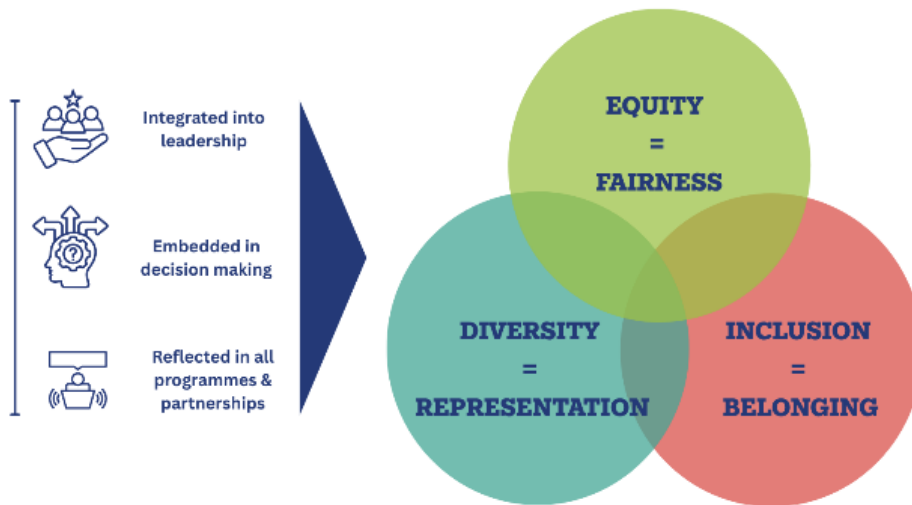 Integrated into
leadership
?
Embedded in
decision making
Reflected in all
programmes &
partnerships
EQUITY
=
FAIRNESS
DIVERSITY
=
REPRESENTATION
INCLUSION
=
BELONGING